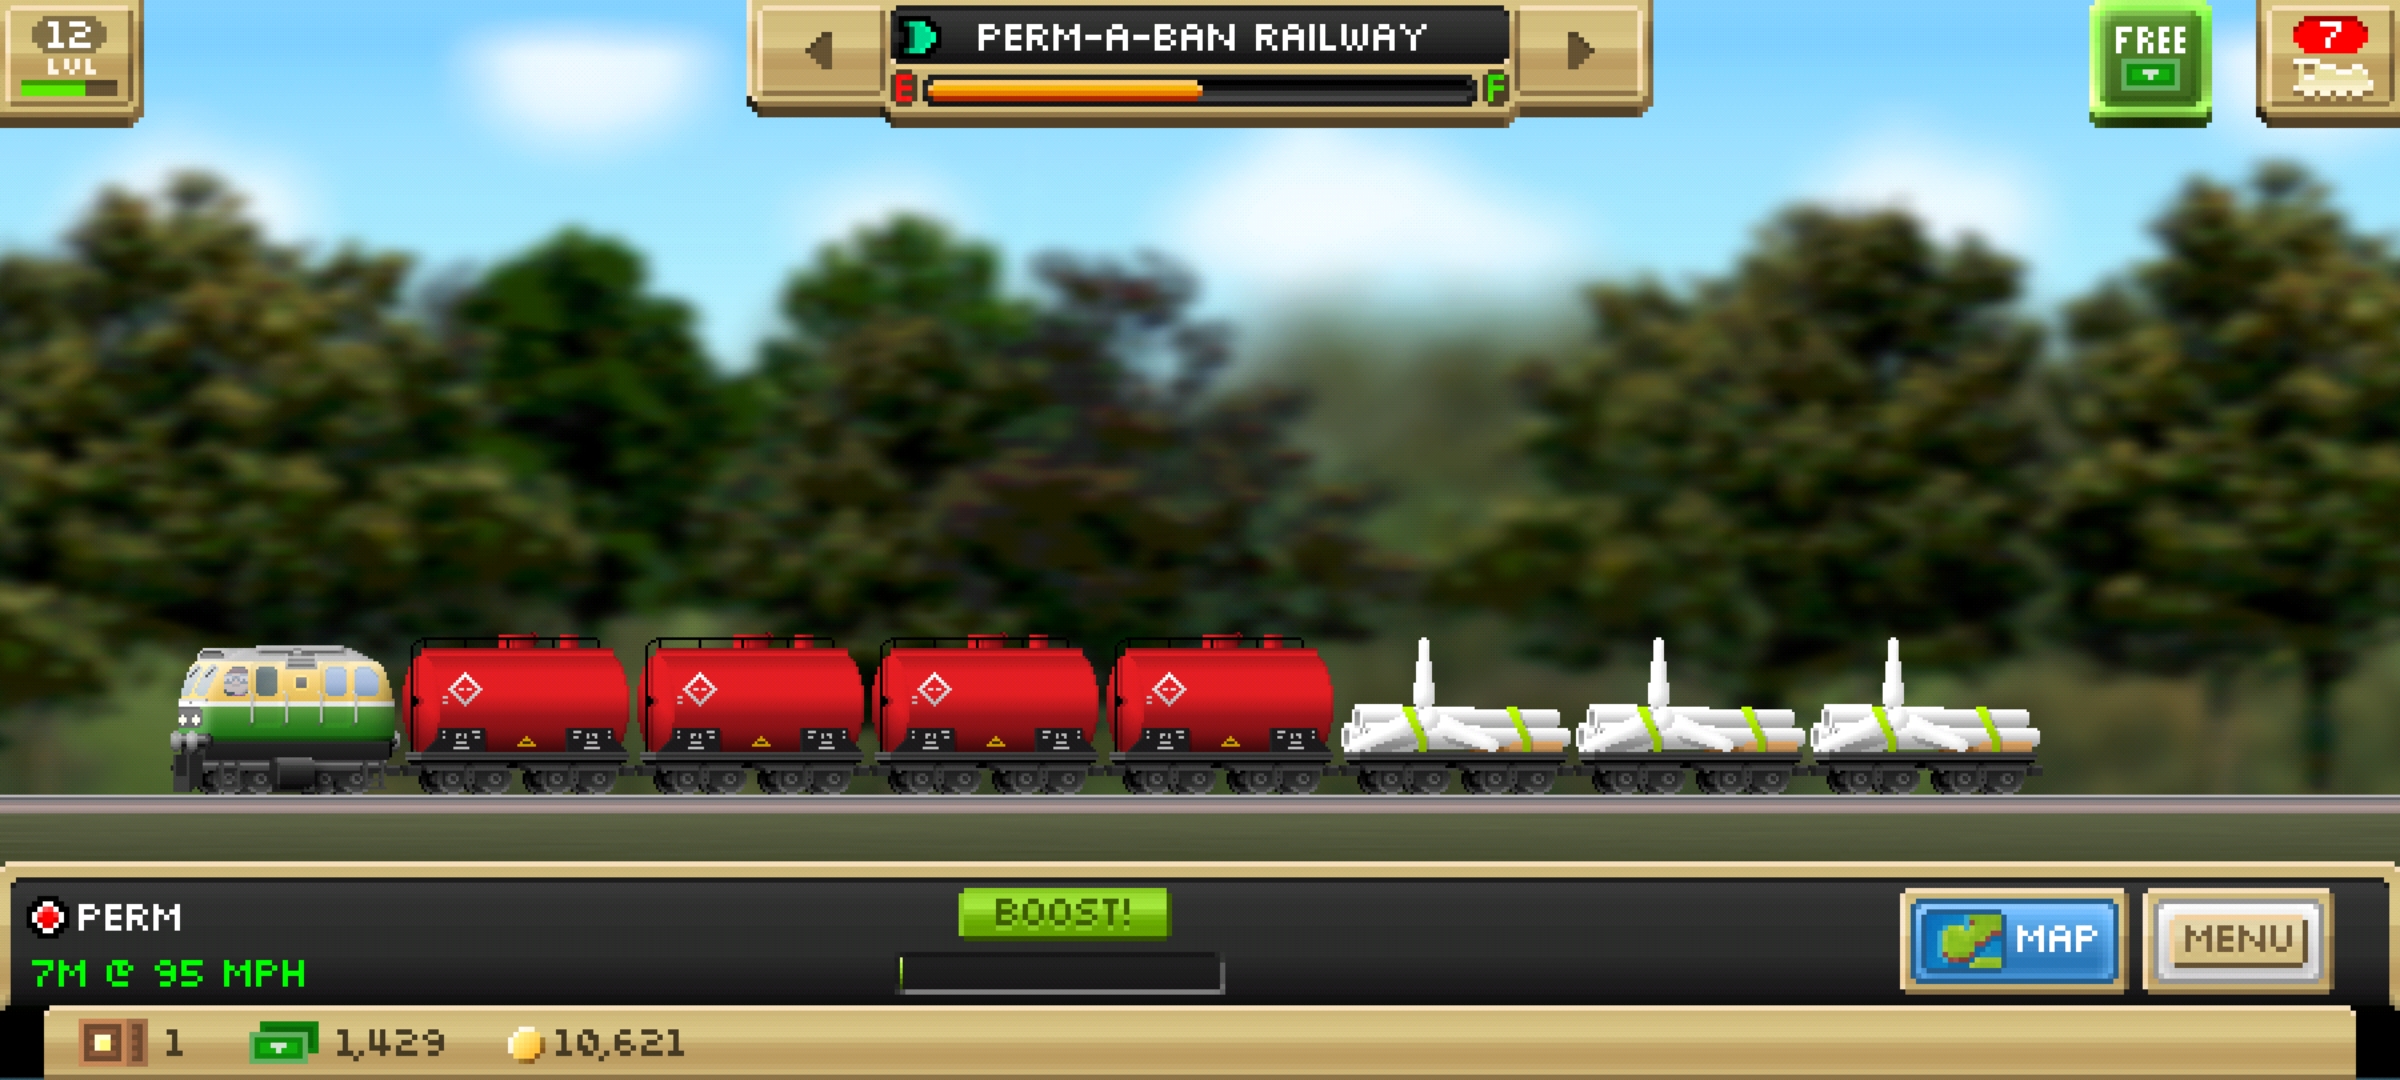 12
LVL
PERM-A-BAN RAILWAY
E F
FREE
7
PERM
7M @ 95 MPH
BOOST!
MAP
MENU
1 1,429 10,621